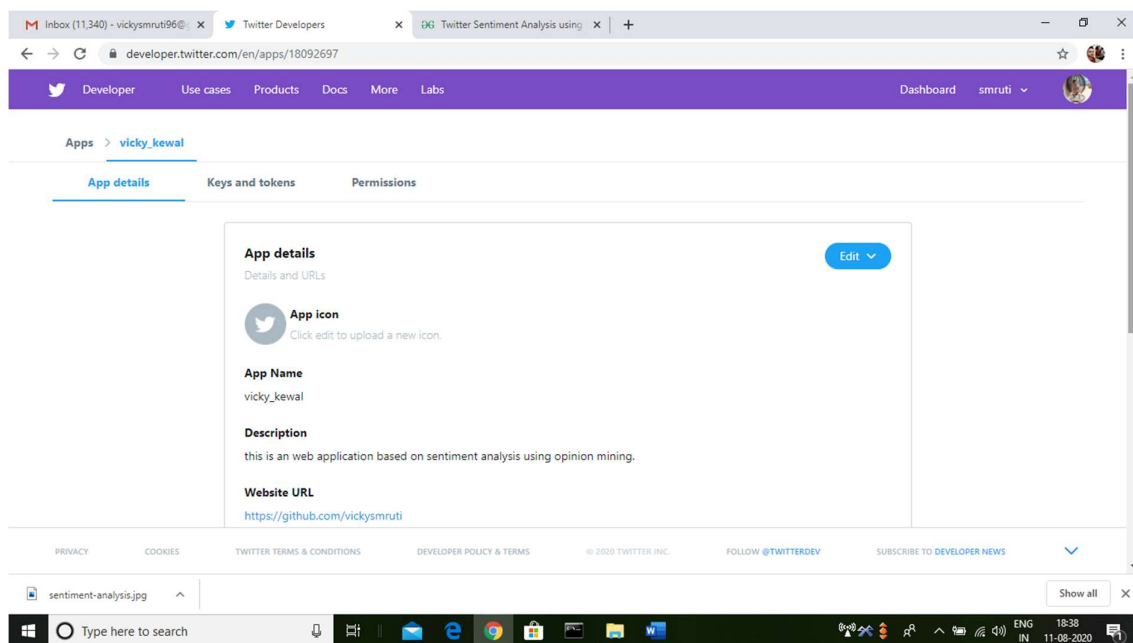 Inbox (11,340) - vickysmruti96@g
Twitter Developers
GG Twitter Sentiment Analysis using
developer.twitter.com/en/apps/18092697
Developer Use cases Products Docs More Labs Dashboard smruti
Apps > vicky_kewal
App details Keys and tokens Permissions
App details
Edit
Details and URLs
App icon
Click edit to upload a new icon.
App Name
vicky_kewal
Description
this is an web application based on sentiment analysis using opinion mining.
Website URL
https://github.com/vickysmruti
PRIVACY COOKIES TWITTER TERMS & CONDITIONS DEVELOPER POLICY & TERMS © 2020 TWITTER INC. FOLLOW @TWITTERDEV SUBSCRIBE TO DEVELOPER NEWS
sentiment-analysis.jpg
Show all
Type here to search
ENG
IN
18:38
11-08-2020